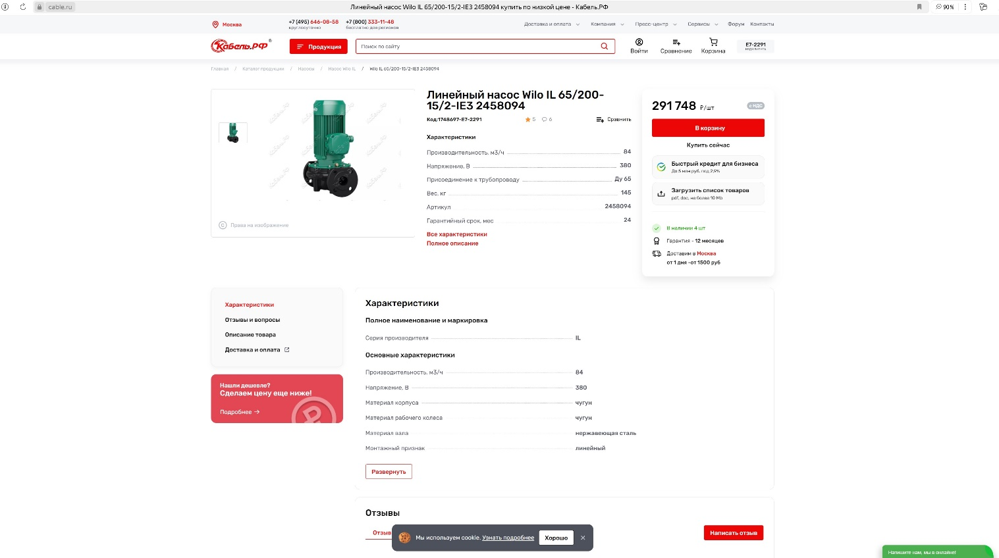 cable.ru
Линейный насос Wilo IL 65/200-15/2-IE3 2458094 купить по низкой цене - Кабель.РФ
90%
Москва
+7 (495) 646-08-58
круглосуточно
+7 (800) 333-11-48
бесплатно для регионов
Доставка и оплата
Компания
Пресс-центр
Сервисы
Форум
Контакты
Кабель.РФ®
Продукция
Поиск по сайту
Войти
Сравнение
Корзина
E7-2291
код клиента
Главная / Каталог продукции / Насосы / Насос Wilo IL / Wilo IL 65/200-15/2-IE3 2458094
Права на изображение
Линейный насос Wilo IL 65/200-
15/2-IE3 2458094
Код:1748697-E7-2291
5
6
Сравнить
Характеристики
Производительность, м3/ч 84
Напряжение, В 380
Присоединение к трубопроводу Ду 65
Вес, кг 145
Артикул 2458094
Гарантийный срок, мес 24
Все характеристики
Полное описание
291 748 ₽/шт
с НДС
В корзину
Купить сейчас
Быстрый кредит для бизнеса
До 5 млн руб. под 2,9%
Загрузить список товаров
pdf, doc, не более 10 Mb
В наличии 4 шт
Гарантия - 12 месяцев
Доставим в Москва
от 1 дня -от 1500 руб
Характеристики
Отзывы и вопросы
Описание товара
Доставка и оплата
Нашли дешевле?
Сделаем цену еще ниже!
Подробнее →
Характеристики
Полное наименование и маркировка
Серия производителя IL
Основные характеристики
Производительность, м3/ч 84
Напряжение, В 380
Материал корпуса чугун
Материал рабочего колеса чугун
Материал вала нержавеющая сталь
Монтажный признак линейный
Развернуть
Отзывы
Отзыв
Написать отзыв
Мы используем cookie. Узнать подробнее
Хорошо
Напишите нам, мы в онлайне!